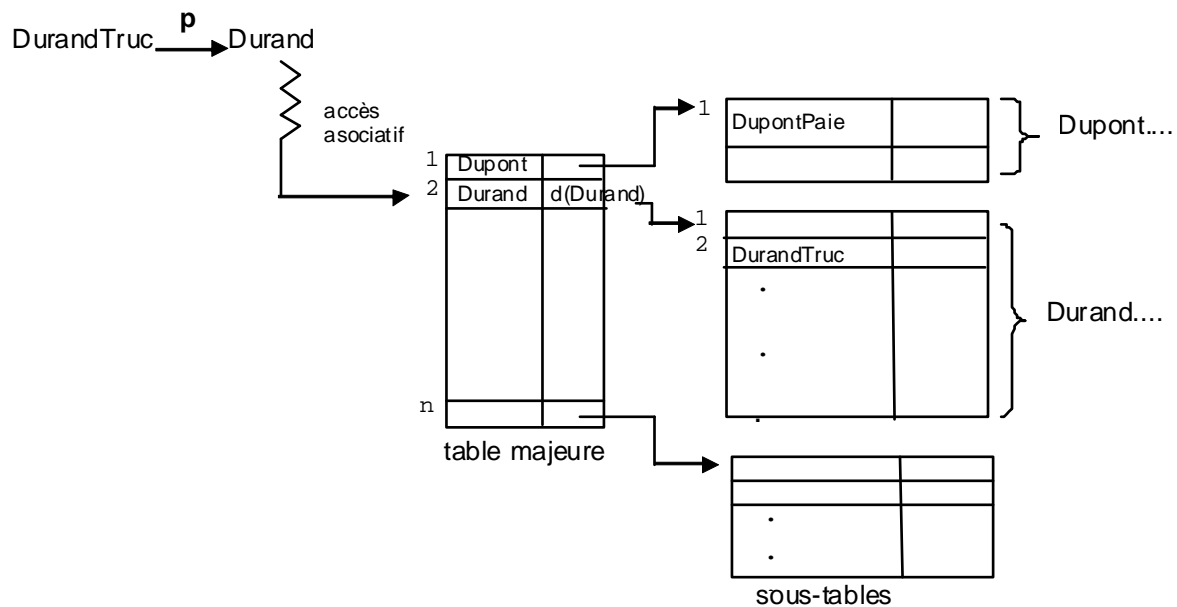 p
DurandTruc Durand
accès
asociatif
1 Dupont
2 Durand d(Durand)
n
table majeure
1 DupontPaie
Dupont....
1
2 DurandTruc
Durand....
sous-tables